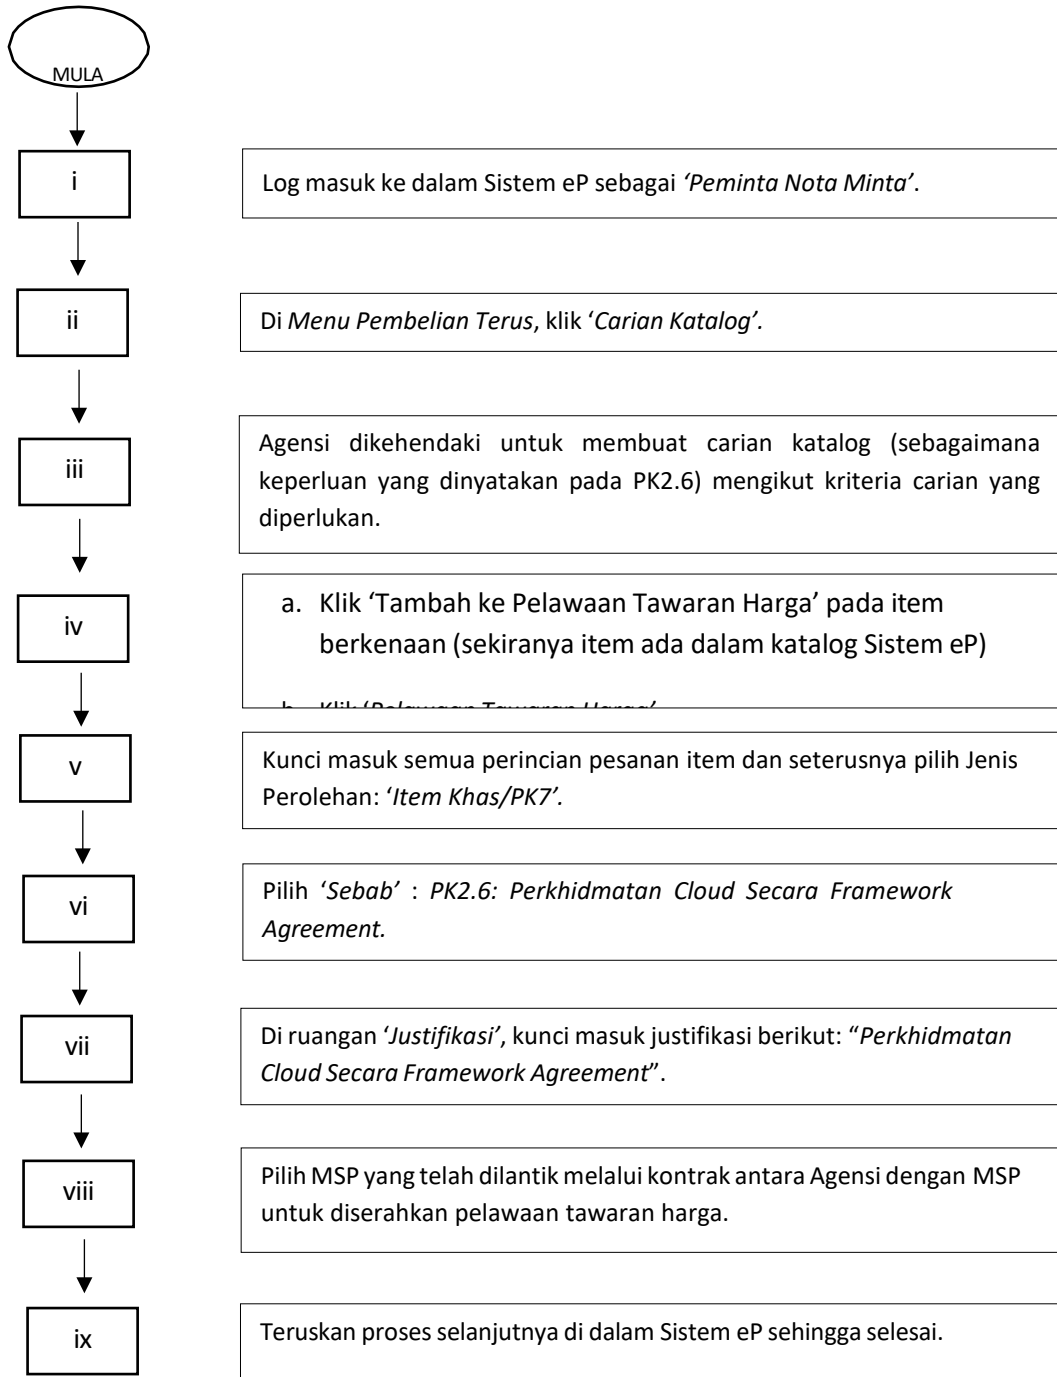 MULA
i
Log masuk ke dalam Sistem eP sebagai ‘Peminta Nota Minta’.
ii
Di Menu Pembelian Terus, klik ‘Carian Katalog’.
iii
Agensi dikehendaki untuk membuat carian katalog (sebagaimana
keperluan yang dinyatakan pada PK2.6) mengikut kriteria carian yang
diperlukan.
iv
a. Klik ‘Tambah ke Pelawaan Tawaran Harga’ pada item
berkenaan (sekiranya item ada dalam katalog Sistem eP)
b. Klik ‘Pelawaan Tawaran Harga’
v
Kunci masuk semua perincian pesanan item dan seterusnya pilih Jenis
Perolehan: ‘Item Khas/PK7’.
vi
Pilih ‘Sebab’ : PK2.6: Perkhidmatan Cloud Secara Framework
Agreement.
vii
Di ruangan ‘Justifikasi’, kunci masuk justifikasi berikut: “Perkhidmatan
Cloud Secara Framework Agreement”.
viii
Pilih MSP yang telah dilantik melalui kontrak antara Agensi dengan MSP
untuk diserahkan pelawaan tawaran harga.
ix
Teruskan proses selanjutnya di dalam Sistem eP sehingga selesai.